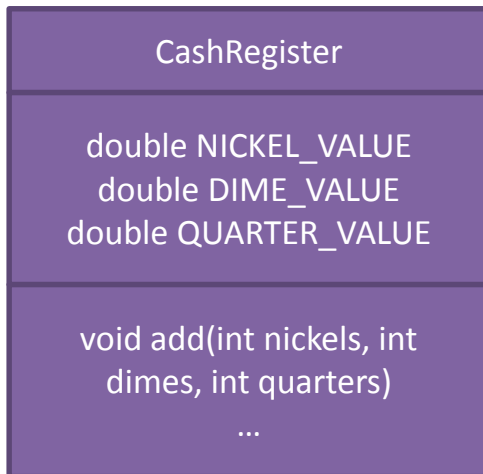 CashRegister
double NICKEL_VALUE
double DIME_VALUE
double QUARTER_VALUE
void add(int nickels, int
dimes, int quarters)
…